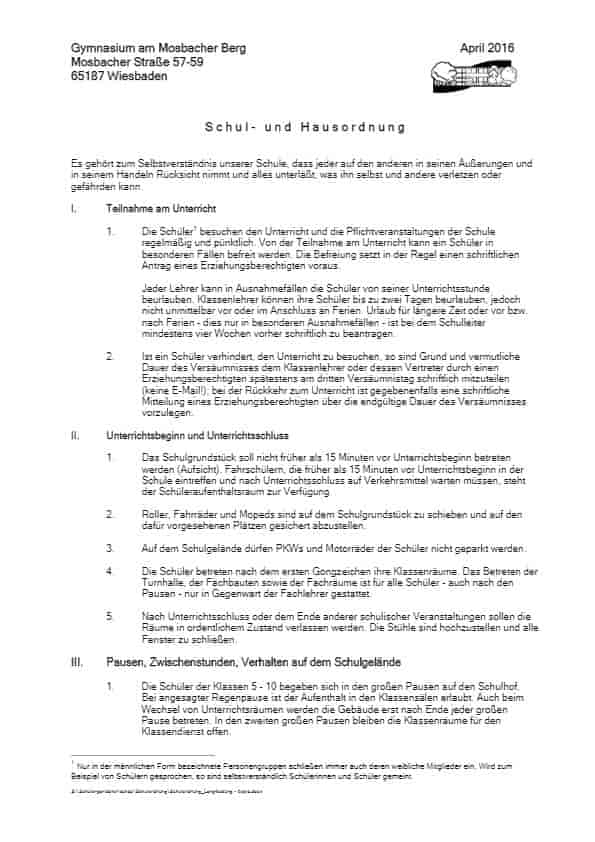 Gymnasium am Mosbacher Berg April 2016
Mosbacher Straße 57-59
65187 Wiesbaden
Schul- und Hausordnung
Es gehört zum Selbstverständnis unserer Schule, dass jeder auf den anderen in seinen Äußerungen und
in seinem Handeln Rücksicht nimmt und alles unterläßt, was ihn selbst und andere verletzen oder
gefährden kann.
I. Teilnahme am Unterricht
1. Die Schüler¹ besuchen den Unterricht und die Pflichtveranstaltungen der Schule
regelmäßig und pünktlich. Von der Teilnahme am Unterricht kann ein Schüler in
besonderen Fällen befreit werden. Die Befreiung setzt in der Regel einen schriftlichen
Antrag eines Erziehungsberechtigten voraus.
Jeder Lehrer kann in Ausnahmefällen die Schüler von seiner Unterrichtsstunde
beurlauben. Klassenlehrer können ihre Schüler bis zu zwei Tagen beurlauben, jedoch
nicht unmittelbar vor oder im Anschluss an Ferien. Urlaub für längere Zeit oder vor bzw.
nach Ferien - dies nur in besonderen Ausnahmefällen - ist bei dem Schulleiter
mindestens vier Wochen vorher schriftlich zu beantragen.
2. Ist ein Schüler verhindert, den Unterricht zu besuchen, so sind Grund und vermutliche
Dauer des Versäumnisses dem Klassenlehrer oder dessen Vertreter durch einen
Erziehungsberechtigten spätestens am dritten Versäumnistag schriftlich mitzuteilen
(keine E-Mail!); bei der Rückkehr zum Unterricht ist gegebenenfalls eine schriftliche
Mitteilung eines Erziehungsberechtigten über die endgültige Dauer des Versäumnisses
vorzulegen.
II. Unterrichtsbeginn und Unterrichtsschluss
1. Das Schulgrundstück soll nicht früher als 15 Minuten vor Unterrichtsbeginn betreten
werden (Aufsicht). Fahrschülern, die früher als 15 Minuten vor Unterrichtsbeginn in der
Schule eintreffen und nach Unterrichtsschluss auf Verkehrsmittel warten müssen, steht
der Schüleraufenthaltsraum zur Verfügung.
2. Roller, Fahrräder und Mopeds sind auf dem Schulgrundstück zu schieben und auf den
dafür vorgesehenen Plätzen gesichert abzustellen.
3. Auf dem Schulgelände dürfen PKWs und Motorräder der Schüler nicht geparkt werden.
4. Die Schüler betreten nach dem ersten Gongzeichen ihre Klassenräume. Das Betreten der
Turnhalle, der Fachbauten sowie der Fachräume ist für alle Schüler - auch nach den
Pausen - nur in Gegenwart der Fachlehrer gestattet.
5. Nach Unterrichtsschluss oder dem Ende anderer schulischer Veranstaltungen sollen die
Räume in ordentlichem Zustand verlassen werden. Die Stühle sind hochzustellen und alle
Fenster zu schließen.
III. Pausen, Zwischenstunden, Verhalten auf dem Schulgelände
1. Die Schüler der Klassen 5 - 10 begeben sich in den großen Pausen auf den Schulhof.
Bei angesagter Regenpause ist der Aufenthalt in den Klassensälen erlaubt. Auch beim
Wechsel von Unterrichtsräumen werden die Gebäude erst nach Ende jeder großen
Pause betreten. In den zweiten großen Pausen bleiben die Klassenräume für den
Klassendienst offen.
¹ Nur in der männlichen Form bezeichnete Personengruppen schließen immer auch deren weibliche Mitglieder ein. Wird zum
Beispiel von Schülern gesprochen, so sind selbstverständlich Schülerinnen und Schüler gemeint.